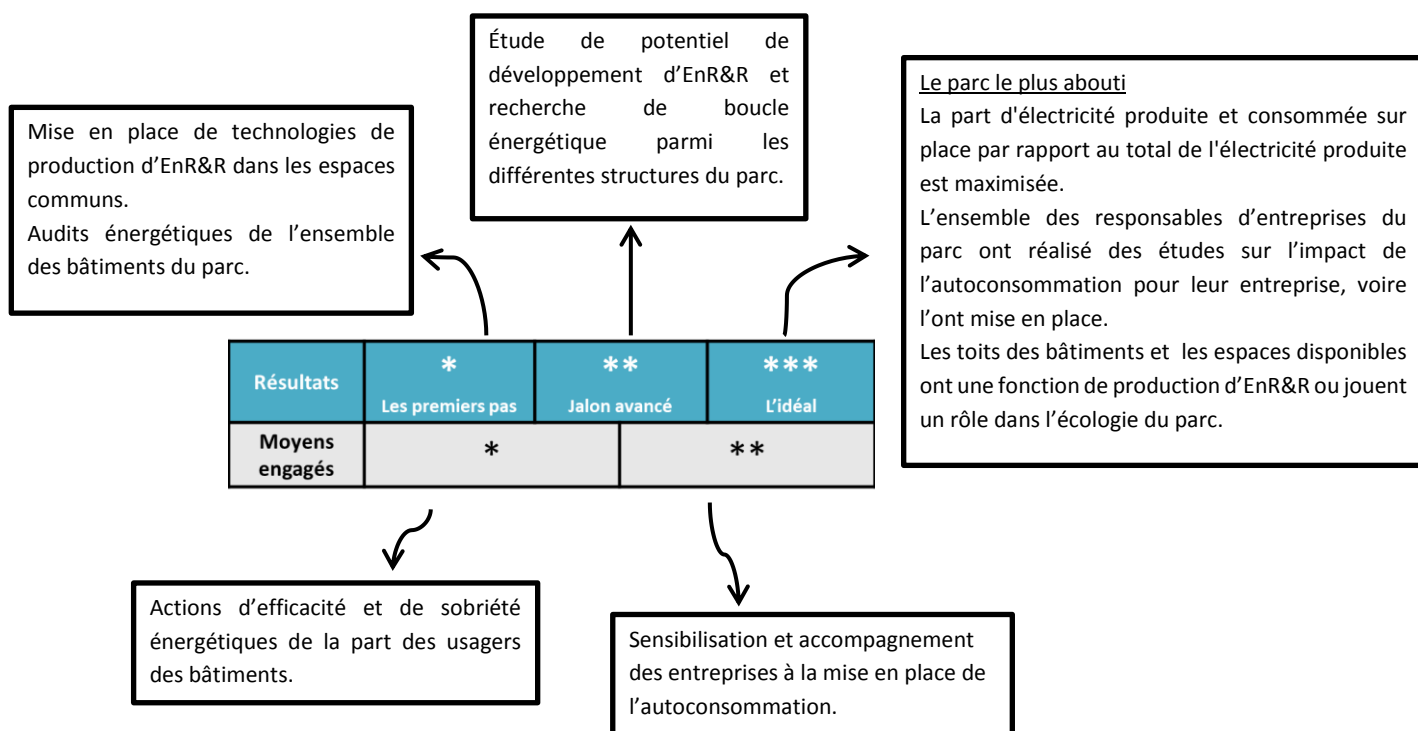 Étude de potentiel de
développement d’EnR&R et
recherche de boucle
énergétique parmi les
différentes structures du parc.
Mise en place de technologies de
production d’EnR&R dans les espaces
communs.
Audits énergétiques de l’ensemble
des bâtiments du parc.
Le parc le plus abouti
La part d'électricité produite et consommée sur
place par rapport au total de l'électricité produite
est maximisée.
L’ensemble des responsables d’entreprises du
parc ont réalisé des études sur l’impact de
l’autoconsommation pour leur entreprise, voire
l’ont mise en place.
Les toits des bâtiments et les espaces disponibles
ont une fonction de production d’EnR&R ou jouent
un rôle dans l’écologie du parc.
Résultats
*
Les premiers pas
**
Jalon avancé
***
L’idéal
Moyens
engagés
*
**
Actions d’efficacité et de sobriété
énergétiques de la part des usagers
des bâtiments.
Sensibilisation et accompagnement
des entreprises à la mise en place de
l’autoconsommation.